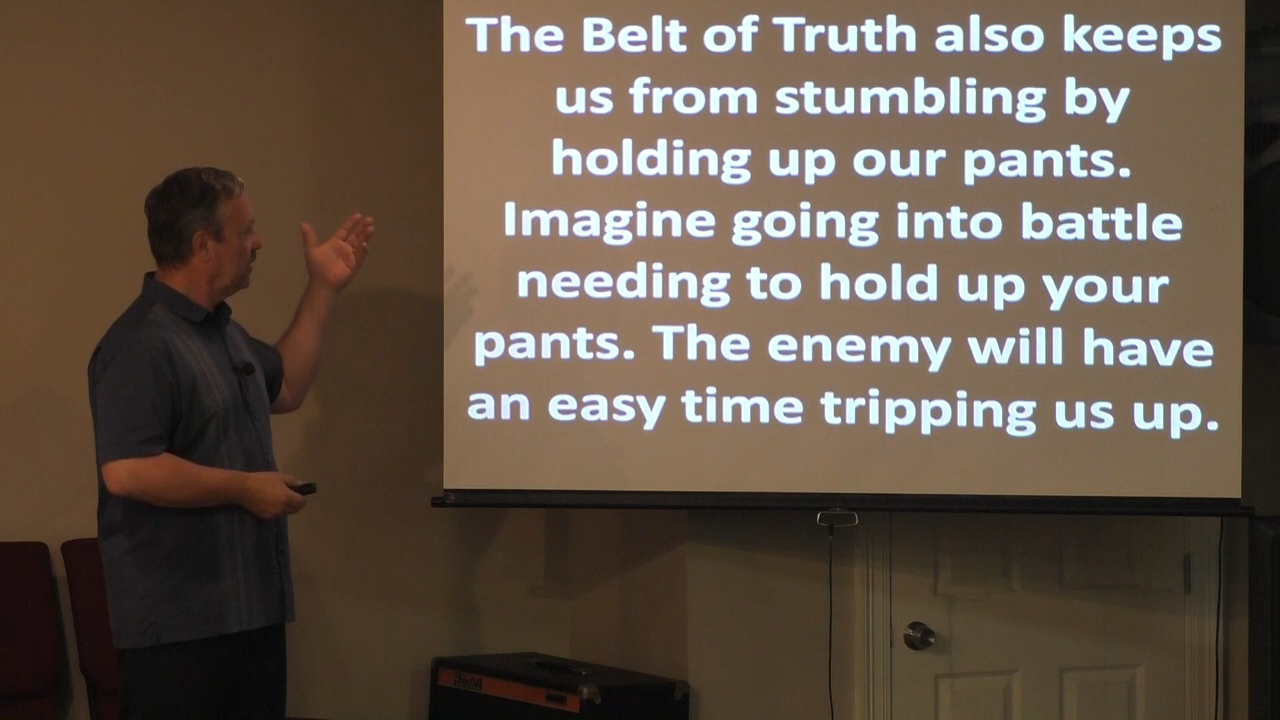 The Belt of Truth also keeps
us from stumbling by
holding up our pants.
Imagine going into battle
needing to hold up your
pants. The enemy will have
an easy time tripping us up.